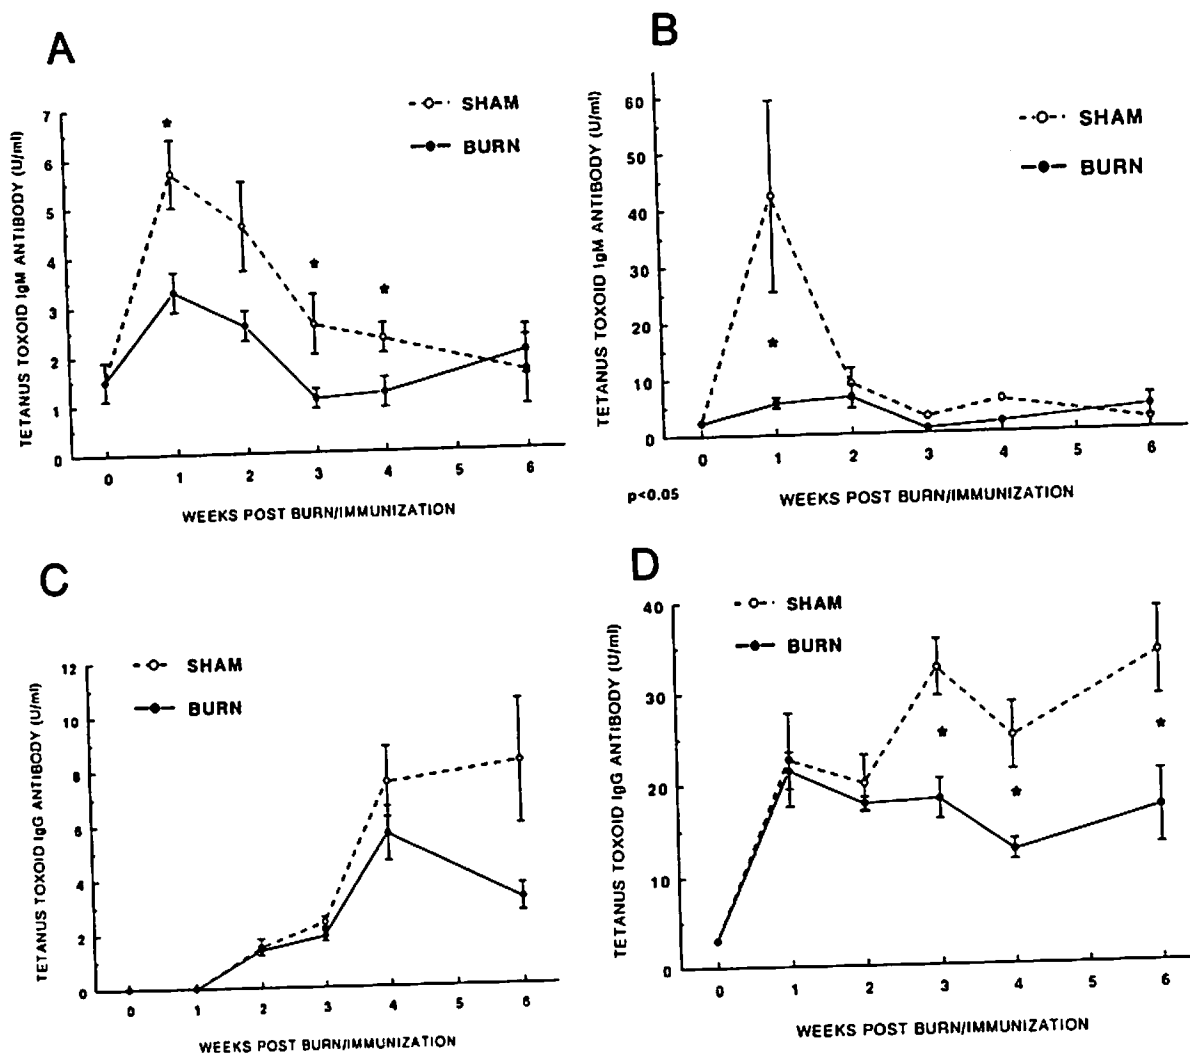 A
SHAM
BURN
TETANUS TOXOID IgM ANTIBODY (U/ml)
7
6
5
4
3
2
1
0
*
*
*
0 1 2 3 4 5 6
WEEKS POST BURN/IMMUNIZATION
B
SHAM
BURN
TETANUS TOXOID IgM ANTIBODY (U/ml)
60
50
40
30
20
10
0
*
0 1 2 3 4 5 6
p<0.05
WEEKS POST BURN/IMMUNIZATION
C
SHAM
BURN
TETANUS TOXOID IgG ANTIBODY (U/ml)
12
10
8
6
4
2
0
0 1 2 3 4 5 6
WEEKS POST BURN/IMMUNIZATION
D
SHAM
BURN
TETANUS TOXOID IgG ANTIBODY (U/ml)
40
30
20
10
0
*
*
*
0 1 2 3 4 5 6
WEEKS POST BURN/IMMUNIZATION